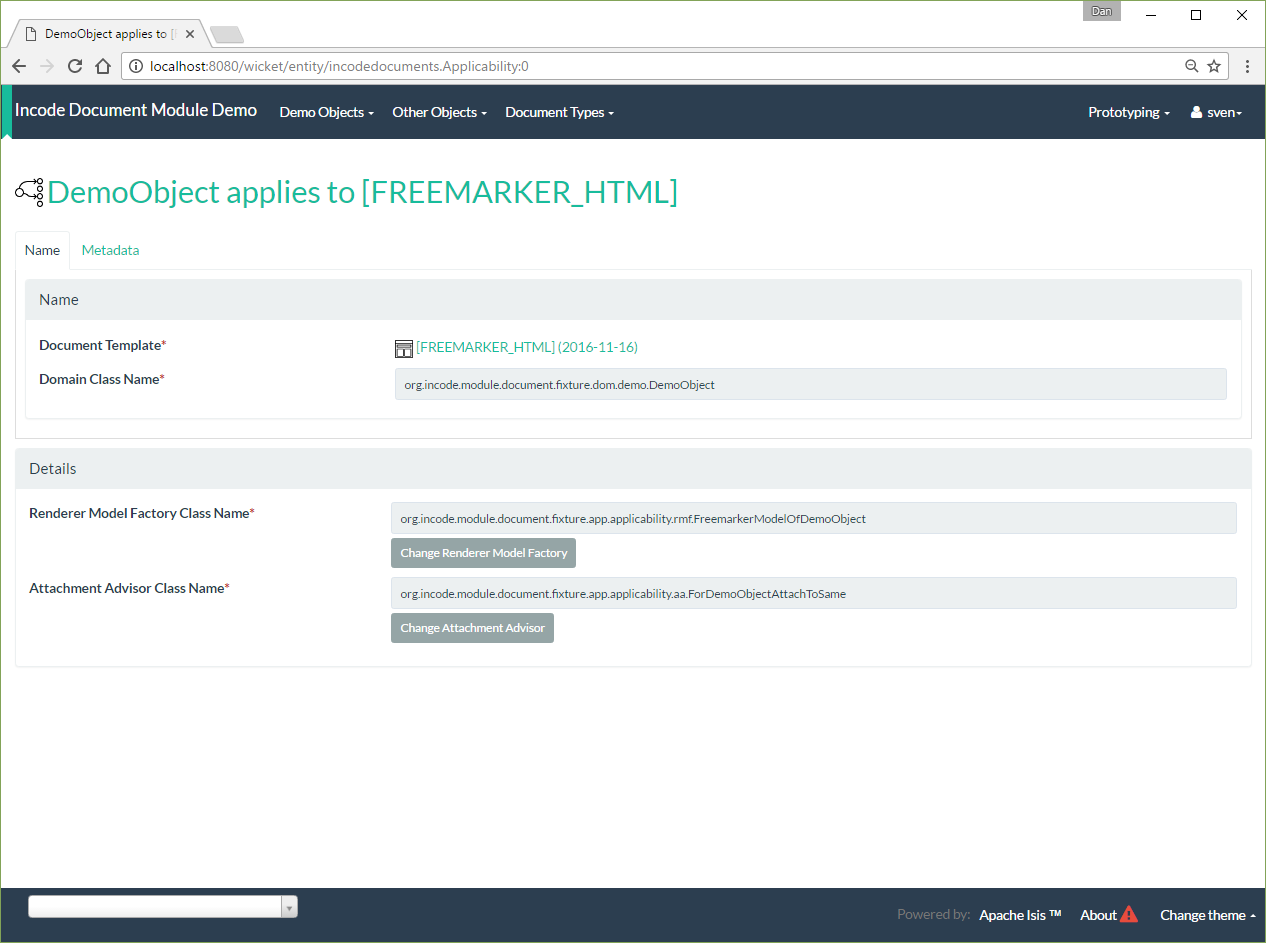 Dan
DemoObject applies to [F
localhost:8080/wicket/entity/incodedocuments.Applicability:0
Incode Document Module Demo Demo Objects Other Objects Document Types Prototyping sven
DemoObject applies to [FREEMARKER_HTML]
Name Metadata
Name
Document Template* [FREEMARKER_HTML] (2016-11-16)
Domain Class Name* org.incode.module.document.fixture.dom.demo.DemoObject
Details
Renderer Model Factory Class Name* org.incode.module.document.fixture.app.applicability.rmf.FreemarkerModelOfDemoObject
Change Renderer Model Factory
Attachment Advisor Class Name* org.incode.module.document.fixture.app.applicability.aa.ForDemoObjectAttachToSame
Change Attachment Advisor
Powered by: Apache Isis ™ About Change theme